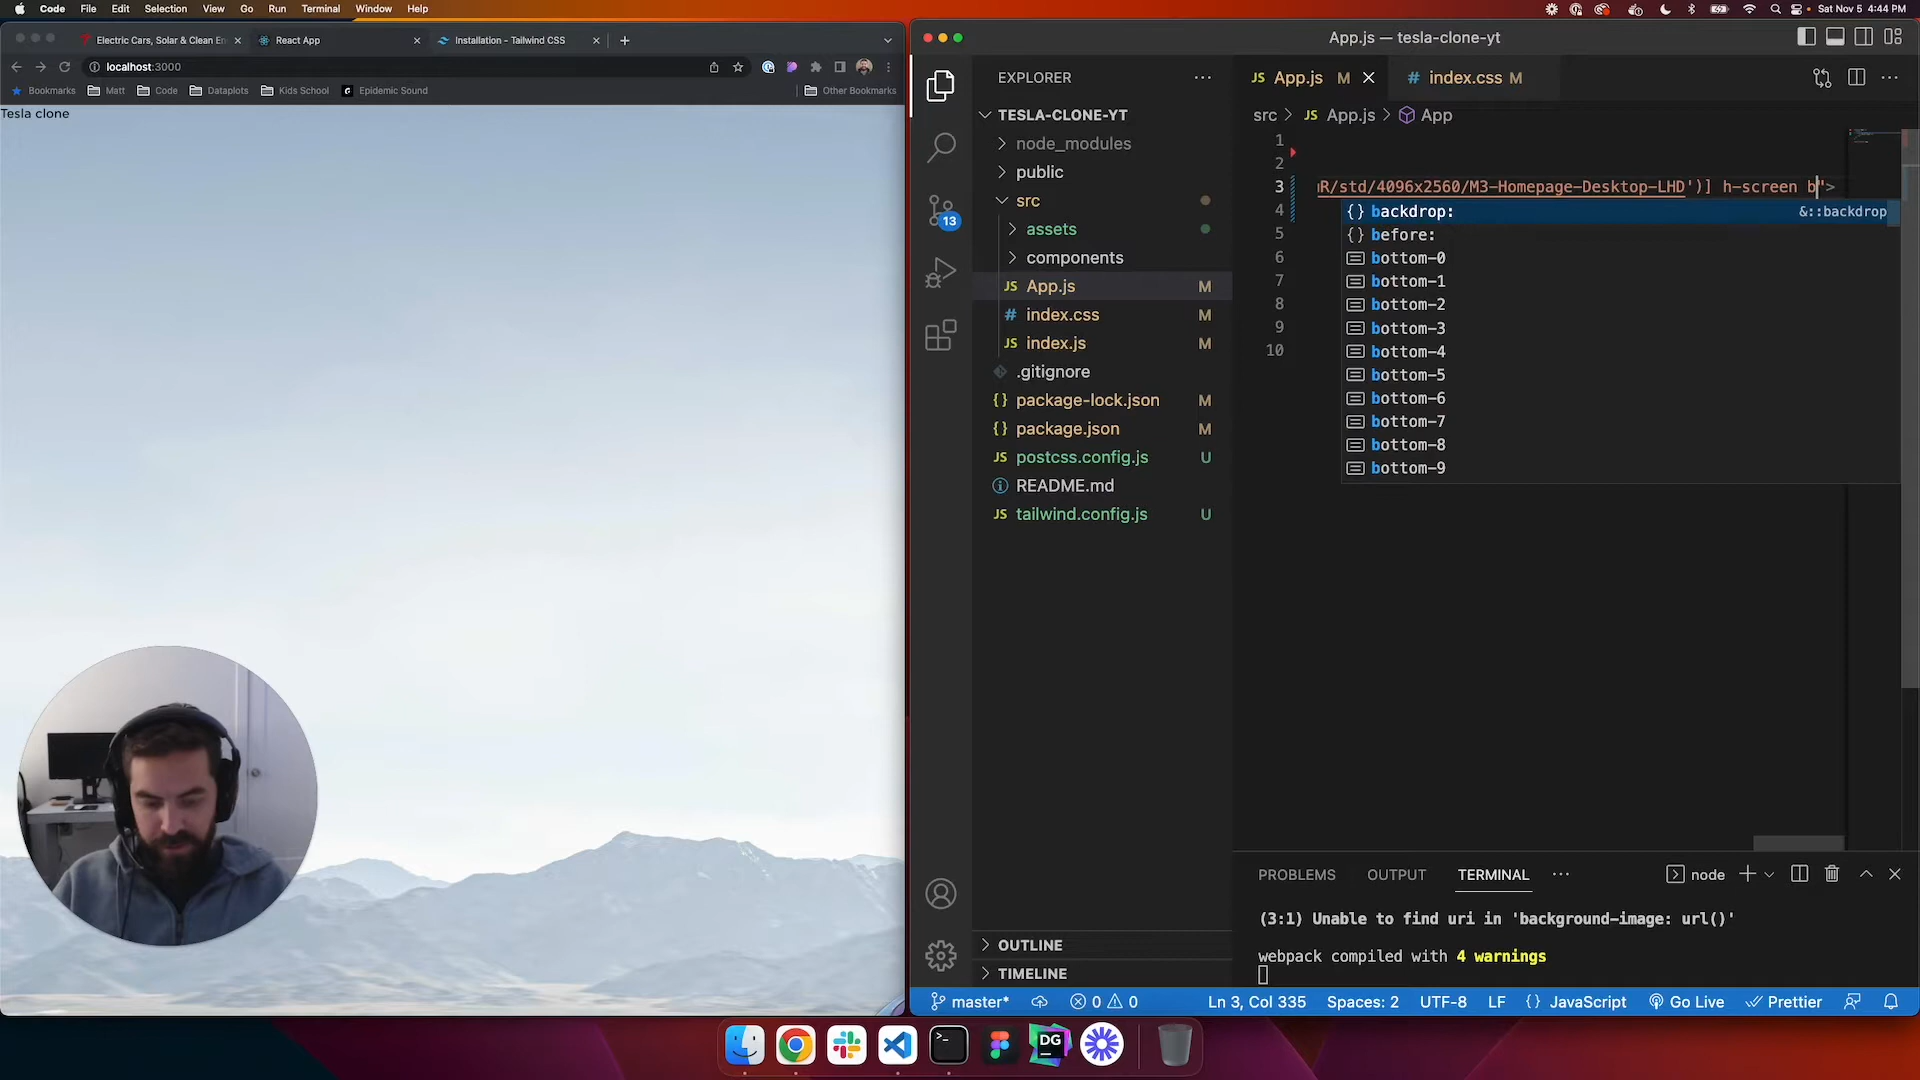 Code File Edit Selection View Go Run Terminal Window Help
Sat Nov 5 4:44 PM
Electric Cars, Solar & Clean En
React App
Installation - Tailwind CSS
localhost:3000
Bookmarks Matt Code Dataplots Kids School Epidemic Sound Other Bookmarks
Tesla clone
App.js — tesla-clone-yt
EXPLORER
JS App.js M
# index.css M
TESLA-CLONE-YT
src JS App.js App
node_modules
public
src
assets
components
JS App.js M
# index.css M
JS index.js M
.gitignore
{} package-lock.json M
{} package.json M
JS postcss.config.js U
README.md
JS tailwind.config.js U
13
OUTLINE
TIMELINE
1
2
3 R/std/4096x2560/M3-Homepage-Desktop-LHD')] h-screen b">
4
5
6
7
8
9
10
{} backdrop: &::backdrop
{} before:
bottom-0
bottom-1
bottom-2
bottom-3
bottom-4
bottom-5
bottom-6
bottom-7
bottom-8
bottom-9
PROBLEMS OUTPUT TERMINAL
node
(3:1) Unable to find uri in 'background-image: url()'
webpack compiled with 4 warnings
master* 0 0 Ln 3, Col 335 Spaces: 2 UTF-8 LF {} JavaScript Go Live Prettier
DG